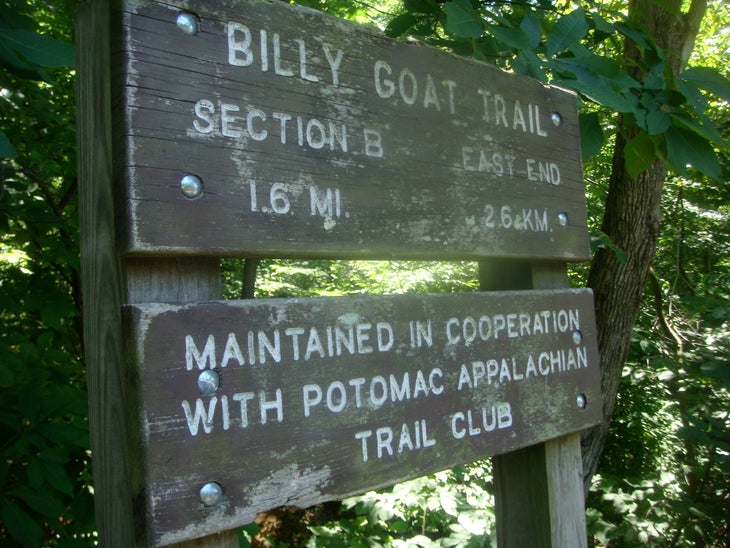 BILLY GOAT TRAIL
SECTION B EAST END
1.6 MI. 2.6 KM.
MAINTAINED IN COOPERATION
WITH POTOMAC APPALACHIAN
TRAIL CLUB